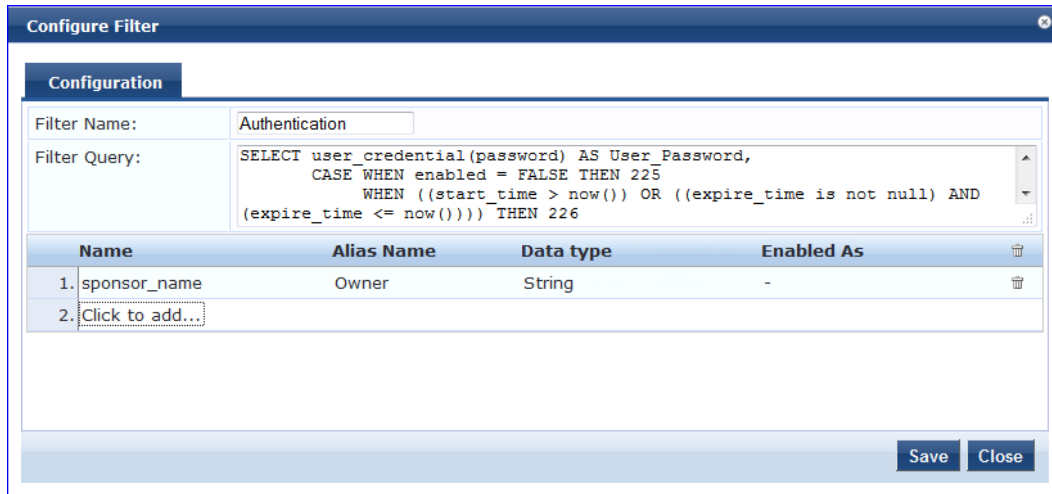 Configure Filter
Configuration
Filter Name: Authentication
Filter Query: SELECT user_credential(password) AS User_Password,
CASE WHEN enabled = FALSE THEN 225
WHEN ((start_time > now()) OR ((expire_time is not null) AND
(expire_time <= now()))) THEN 226
Name Alias Name Data type Enabled As
1. sponsor_name Owner String -
2. Click to add...
Save Close